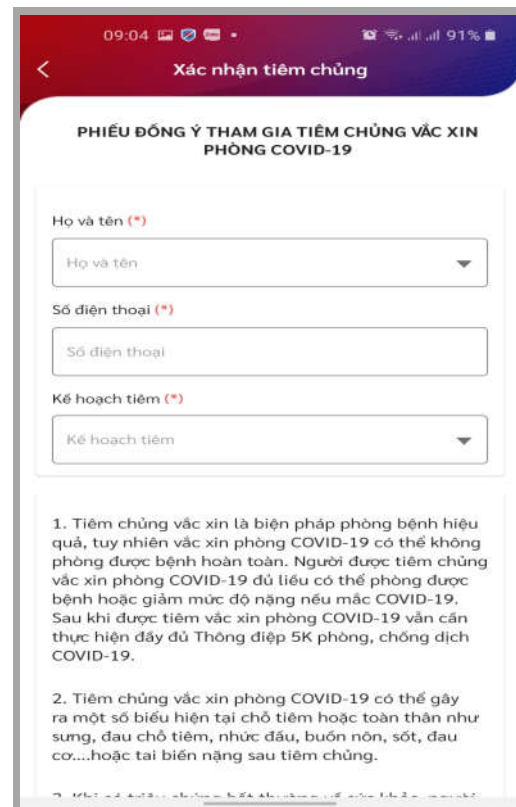 09:04 91%
Xác nhận tiêm chủng
PHIẾU ĐỒNG Ý THAM GIA TIÊM CHỦNG VẮC XIN
PHÒNG COVID-19
Họ và tên (*)
Họ và tên
Số điện thoại (*)
Số điện thoại
Kế hoạch tiêm (*)
Kế hoạch tiêm
1. Tiêm chủng vắc xin là biện pháp phòng bệnh hiệu
quả, tuy nhiên vắc xin phòng COVID-19 có thể không
phòng được bệnh hoàn toàn. Người được tiêm chủng
vắc xin phòng COVID-19 đủ liều có thể phòng được
bệnh hoặc giảm mức độ nặng nếu mắc COVID-19.
Sau khi được tiêm vắc xin phòng COVID-19 vẫn cần
thực hiện đầy đủ Thông điệp 5K phòng, chống dịch
COVID-19.
2. Tiêm chủng vắc xin phòng COVID-19 có thể gây
ra một số biểu hiện tại chỗ tiêm hoặc toàn thân như
sưng, đau chỗ tiêm, nhức đầu, buồn nôn, sốt, đau
cơ....hoặc tai biến nặng sau tiêm chủng.